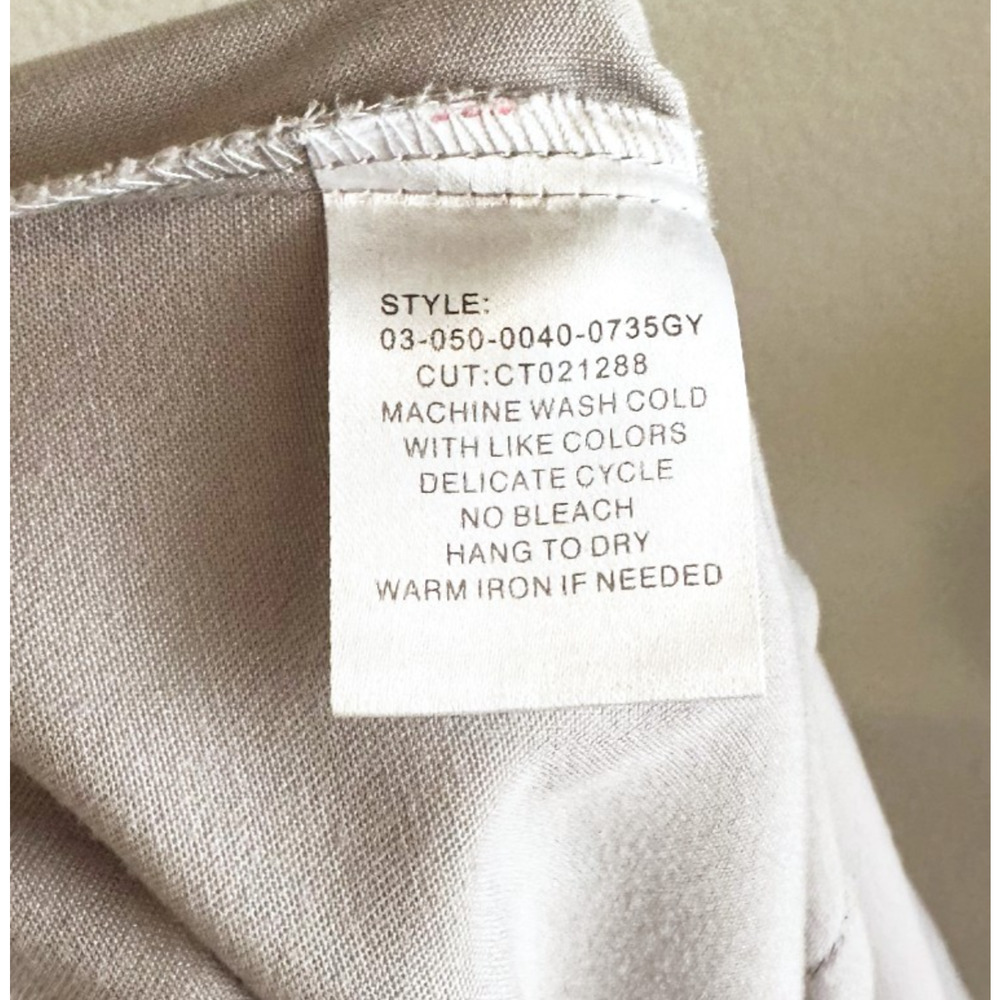 STYLE:
03-050-0040-0735GY
CUT:CT021288
MACHINE WASH COLD
WITH LIKE COLORS
DELICATE CYCLE
NO BLEACH
HANG TO DRY
WARM IRON IF NEEDED